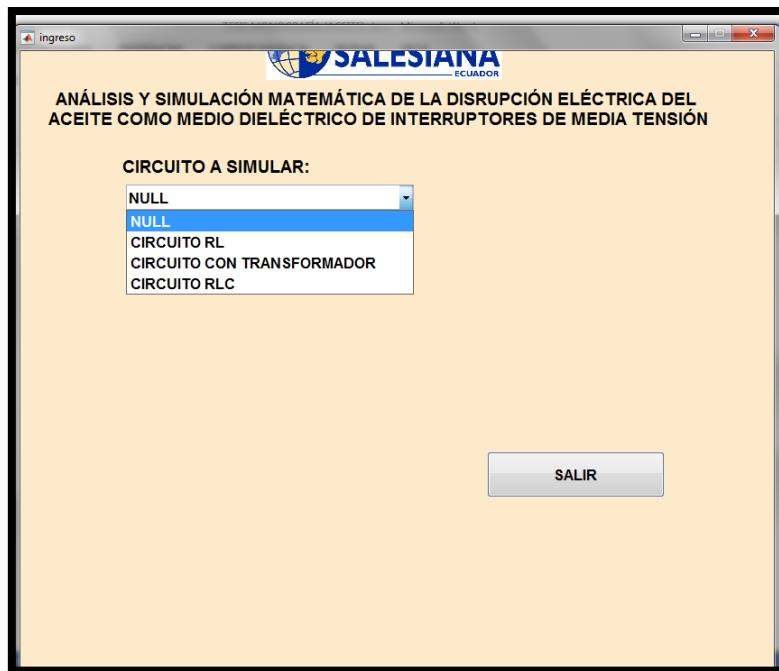 ingreso
SALESIANA
ECUADOR
ANÁLISIS Y SIMULACIÓN MATEMÁTICA DE LA DISRUPCIÓN ELÉCTRICA DEL
ACEITE COMO MEDIO DIELÉCTRICO DE INTERRUPTORES DE MEDIA TENSIÓN
CIRCUITO A SIMULAR:
NULL
NULL
CIRCUITO RL
CIRCUITO CON TRANSFORMADOR
CIRCUITO RLC
SALIR